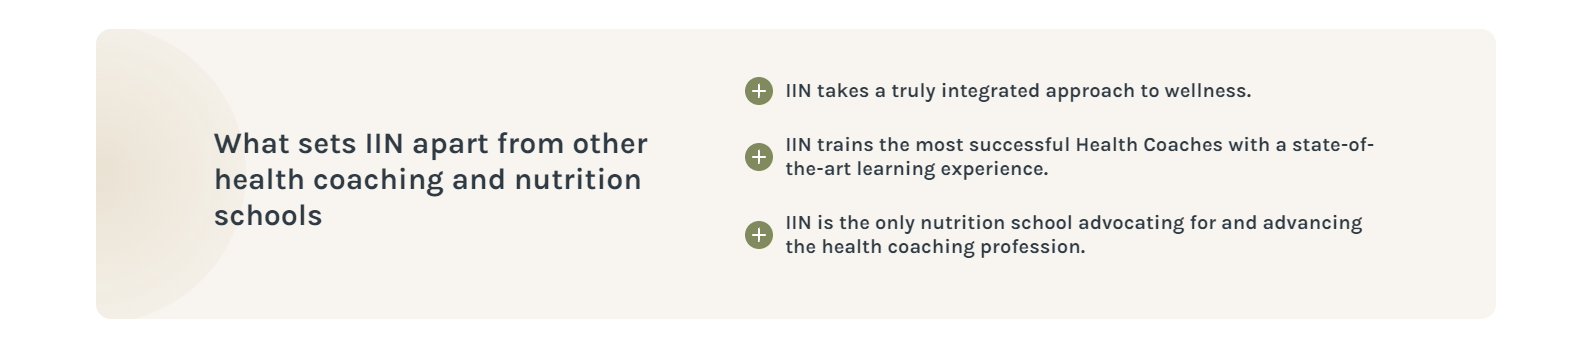 What sets IIN apart from other
health coaching and nutrition
schools
IIN takes a truly integrated approach to wellness.
IIN trains the most successful Health Coaches with a state-of-
the-art learning experience.
IIN is the only nutrition school advocating for and advancing
the health coaching profession.